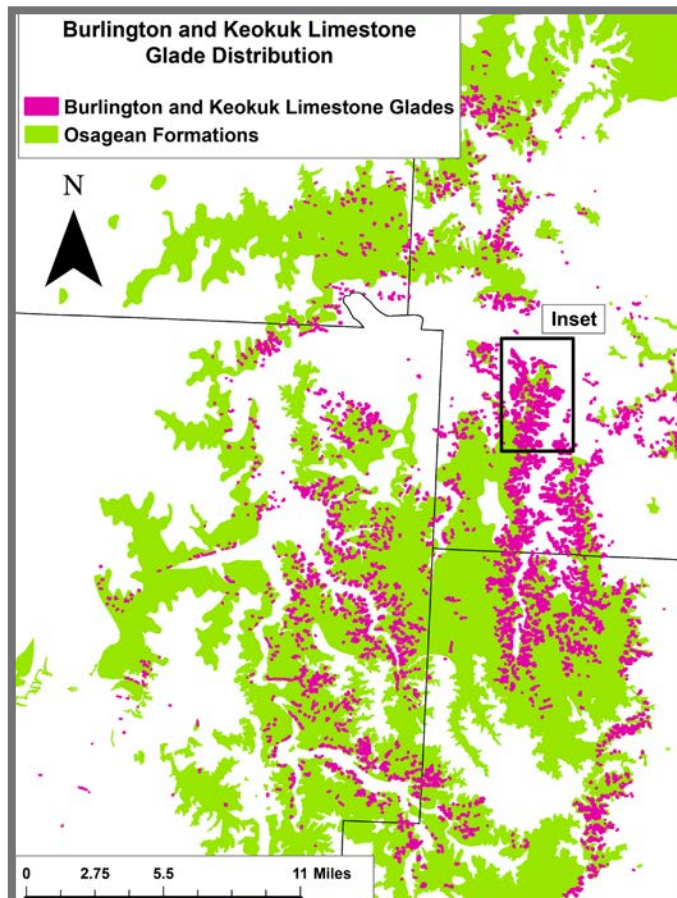 Burlington and Keokuk Limestone
Glade Distribution
Burlington and Keokuk Limestone Glades
Osagean Formations
N
Inset
0 2.75 5.5 11 Miles